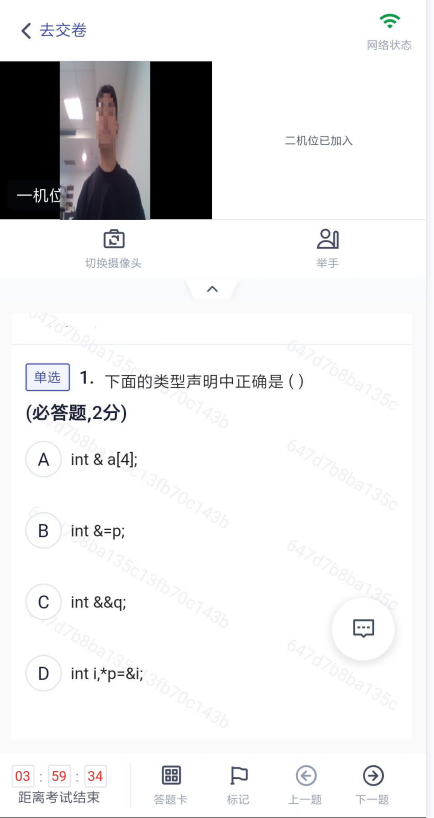 去交卷
网络状态
一机位
二机位已加入
切换摄像头
举手
单选 1. 下面的类型声明中正确是 ( )
(必答题,2分)
A int & a[4];
B int &=p;
C int &&q;
D int i,*p=&i;
03 : 59 : 34
距离考试结束
答题卡
标记
上一题
下一题
647d7b8ba135c13fb70c143b